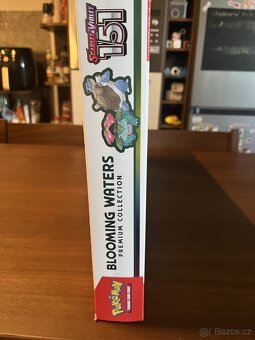 SCARLET & VIOLET
151
BLOOMING WATERS
PREMIUM COLLECTION
Pokémon
TRADING CARD GAME
© Bazos.cz